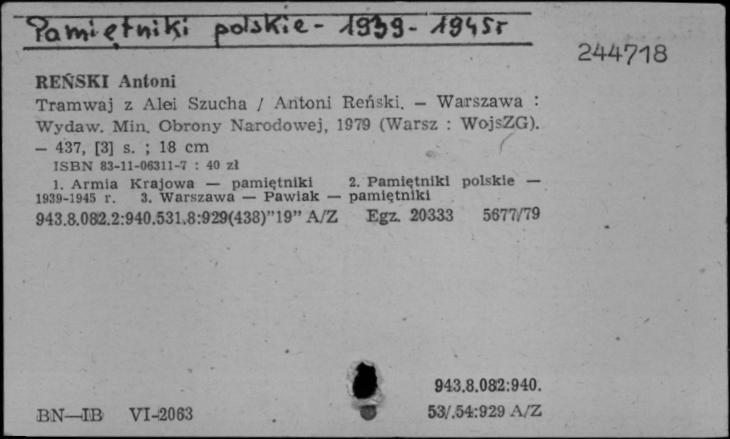 Pamiętniki polskie - 1939 - 1945r
244718
REŃSKI Antoni
Tramwaj z Alei Szucha / Antoni Reński. — Warszawa :
Wydaw. Min. Obrony Narodowej, 1979 (Warsz : WojsZG).
— 437, [3] s. ; 18 cm
ISBN 83-11-06311-7 : 40 zł
1. Armia Krajowa — pamiętniki 2. Pamiętniki polskie —
1939-1945 r. 3. Warszawa — Pawiak — pamiętniki
943.8.082.2:940.531.8:929(438)"19" A/Z Egz. 20333 5677/79
943.8.082:940.
BN—IB VI-2063 53/.54:929 A/Z